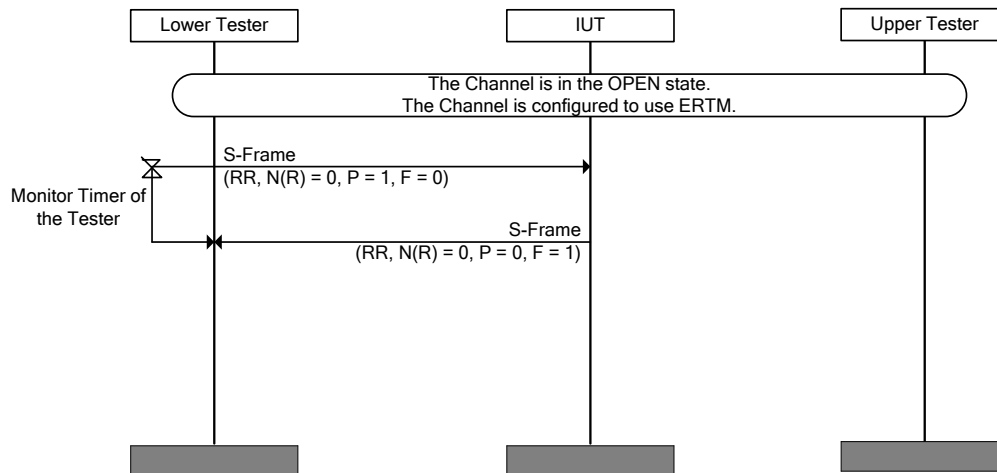 Lower Tester
IUT
Upper Tester
The Channel is in the OPEN state.
The Channel is configured to use ERTM.
S-Frame
(RR, N(R) = 0, P = 1, F = 0)
Monitor Timer of
the Tester
S-Frame
(RR, N(R) = 0, P = 0, F = 1)